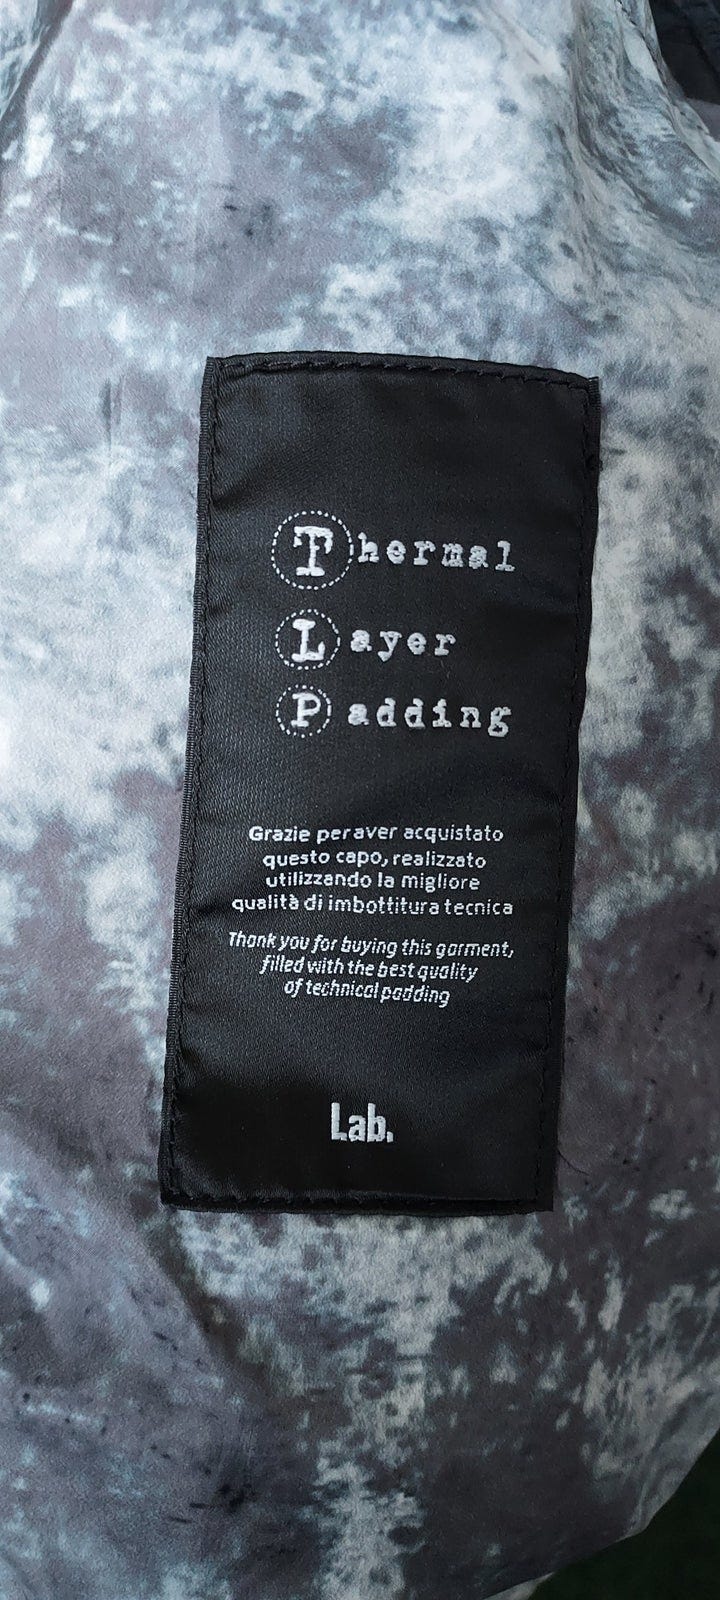 Thermal
Layer
Padding
Grazie per aver acquistato
questo capo, realizzato
utilizzando la migliore
qualità di imbottitura tecnica
Thank you for buying this garment,
filled with the best quality
of technical padding
Lab.